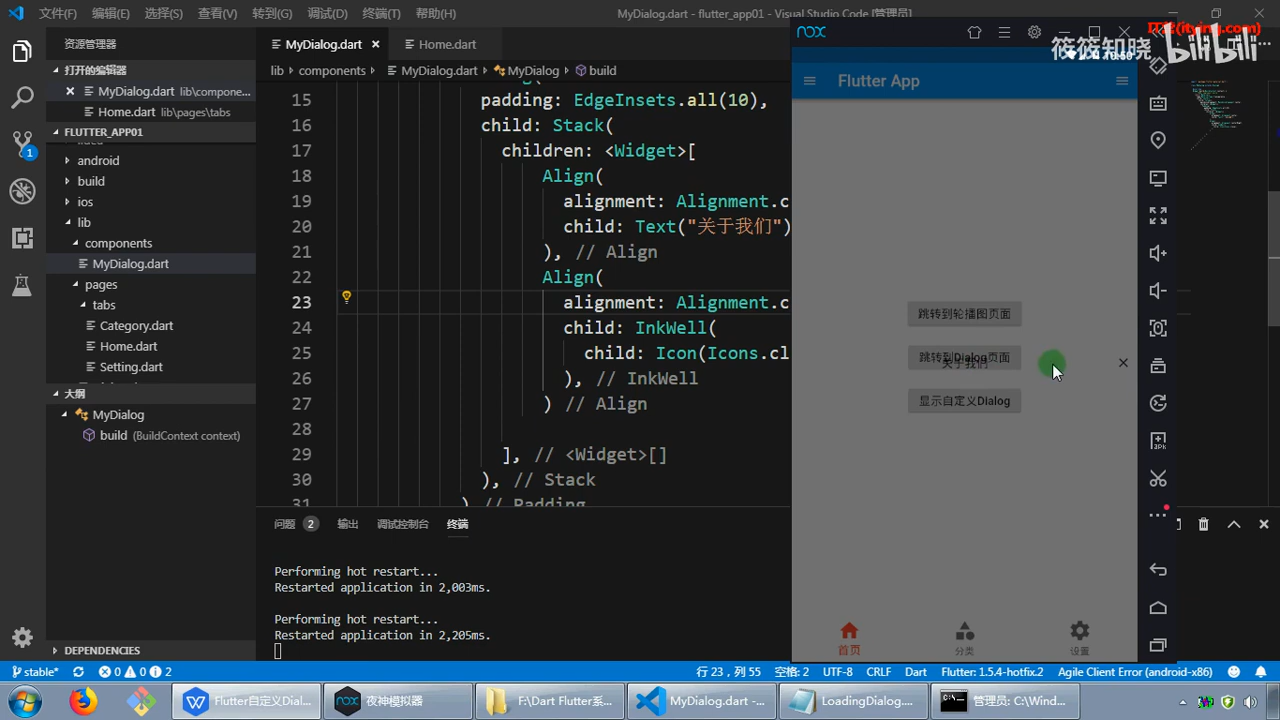 文件(F) 编辑(E) 选择(S) 查看(V) 转到(G) 调试(D) 终端(T) 帮助(H)
MyDialog.dart - flutter_app01 - Visual Studio Code [管理员]
资源管理器
打开的编辑器
MyDialog.dart lib\compone...
Home.dart lib\pages\tabs
FLUTTER_APP01
android
build
ios
lib
components
MyDialog.dart
pages
tabs
Category.dart
Home.dart
Setting.dart
大纲
MyDialog
build (BuildContext context)
DEPENDENCIES
1
MyDialog.dart
Home.dart
lib > components > MyDialog.dart > MyDialog > build
15 padding: EdgeInsets.all(10),
16 child: Stack(
17 children: <Widget>[
18 Align(
19 alignment: Alignment.c
20 child: Text("关于我们")
21 ), // Align
22 Align(
23 alignment: Alignment.c
24 child: InkWell(
25 child: Icon(Icons.cl
26 ), // InkWell
27 ) // Align
28
29 ], // <Widget>[]
30 ), // Stack
31 ) // Padding
问题 2 输出 调试控制台 终端
Performing hot restart...
Restarted application in 2,003ms.
Performing hot restart...
Restarted application in 2,205ms.
nox
(itying.com)
筱筱知晓 bilibili
10:50
Flutter App
跳转到轮播图页面
跳转到Dialog页面
关于我们
显示自定义Dialog
首页
分类
设置
stable* 0 0 2
行 23，列 55 空格: 2 UTF-8 CRLF Dart Flutter: 1.5.4-hotfix.2 Agile Client Error (android-x86)
Flutter自定义Dial...
夜神模拟器
F:\Dart Flutter系...
MyDialog.dart -...
LoadingDialog....
管理员: C:\Wind...